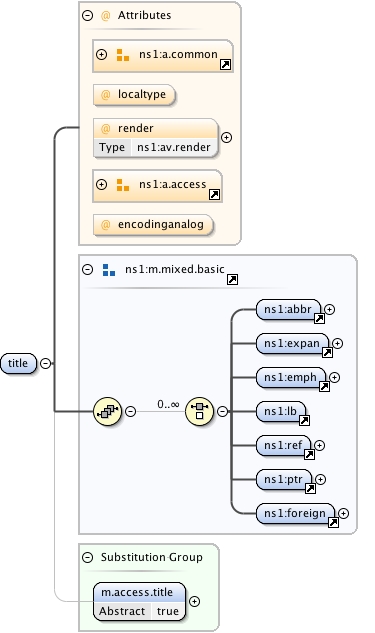 Attributes
ns1:a.common
@ localtype
@ render
Type ns1:av.render
ns1:a.access
@ encodinganalog
ns1:m.mixed.basic
ns1:abbr
ns1:expan
ns1:emph
title
0..∞
ns1:lb
ns1:ref
ns1:ptr
ns1:foreign
Substitution Group
m.access.title
Abstract true